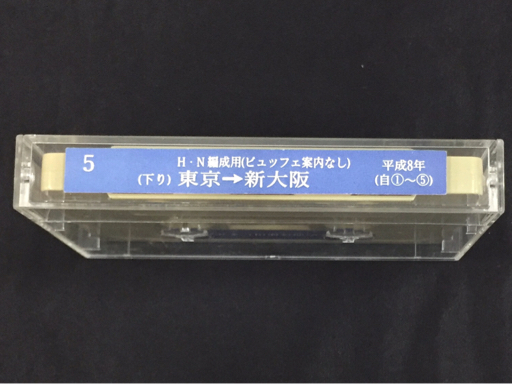 5
H・N編成用(ビュッフェ案内なし)
(下り) 東京→新大阪
平成8年
(自①〜⑤)